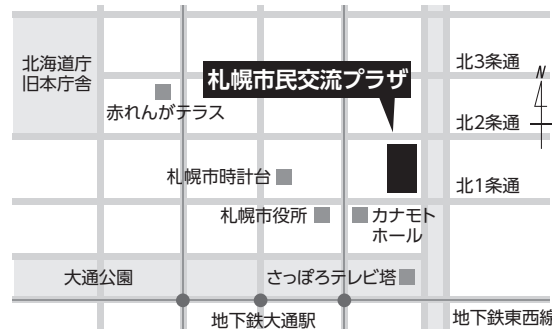 北海道庁
旧本庁舎
札幌市民交流プラザ
北3条通
N
赤れんがテラス
北2条通
札幌市時計台
北1条通
札幌市役所
カナモト
ホール
大通公園
さっぽろテレビ塔
地下鉄大通駅
地下鉄東西線